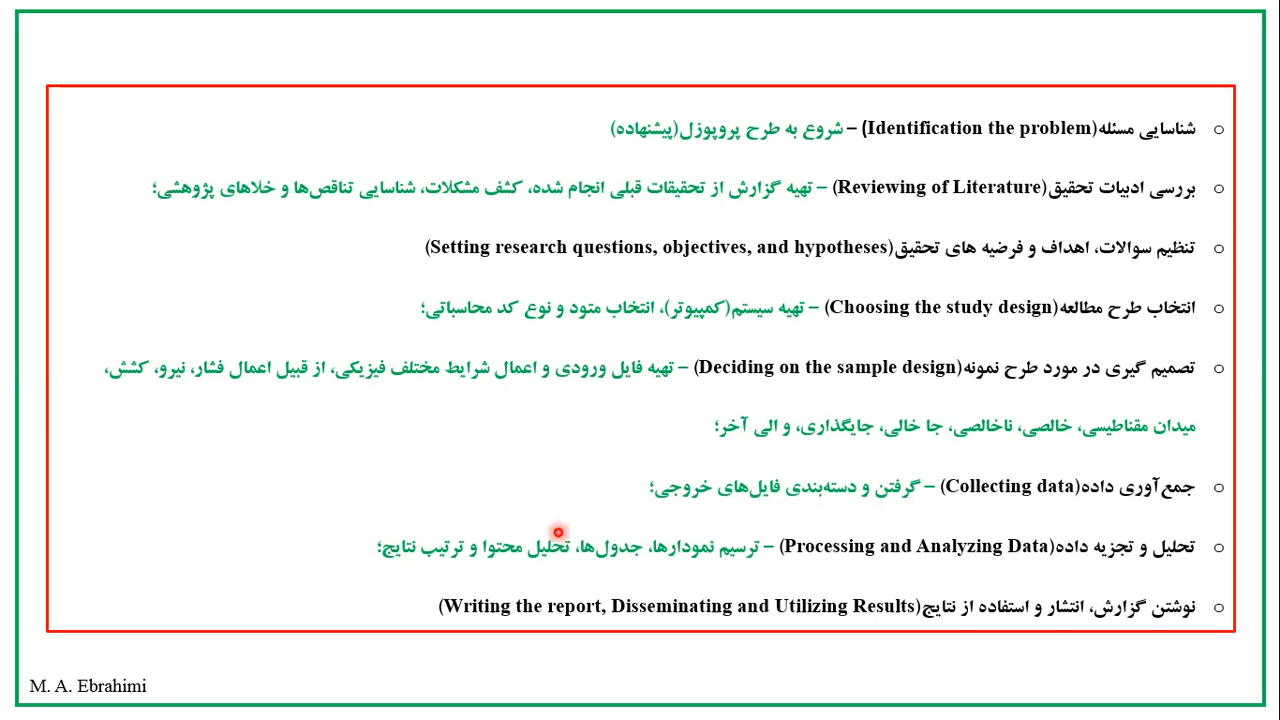 ○ شناسایی مسئله(Identification the problem) – شروع به طرح پروپوزل(پیشنهاده)
○ بررسی ادبیات تحقیق(Reviewing of Literature) – تهیه گزارش از تحقیقات قبلی انجام شده، کشف مشکلات، شناسایی تناقص‌ها و خلاهای پژوهشی؛
○ تنظیم سوالات، اهداف و فرضیه های تحقیق(Setting research questions, objectives, and hypotheses)
○ انتخاب طرح مطالعه(Choosing the study design) – تهیه سیستم(کمپیوتر)، انتخاب متود و نوع کد محاسباتی؛
○ تصمیم گیری در مورد طرح نمونه(Deciding on the sample design) – تهیه فایل ورودی و اعمال شرایط مختلف فیزیکی، از قبیل اعمال فشار، نیرو، کشش،
میدان مقناطیسی، خالصی، ناخالصی، جا خالی، جایگذاری، و الی آخر؛
○ جمع‌آوری داده(Collecting data) – گرفتن و دسته‌بندی فایل‌های خروجی؛
○ تحلیل و تجزیه داده(Processing and Analyzing Data) – ترسیم نمودارها، جدول‌ها، تحلیل محتوا و ترتیب نتایج؛
○ نوشتن گزارش، انتشار و استفاده از نتایج(Writing the report, Disseminating and Utilizing Results)
M. A. Ebrahimi